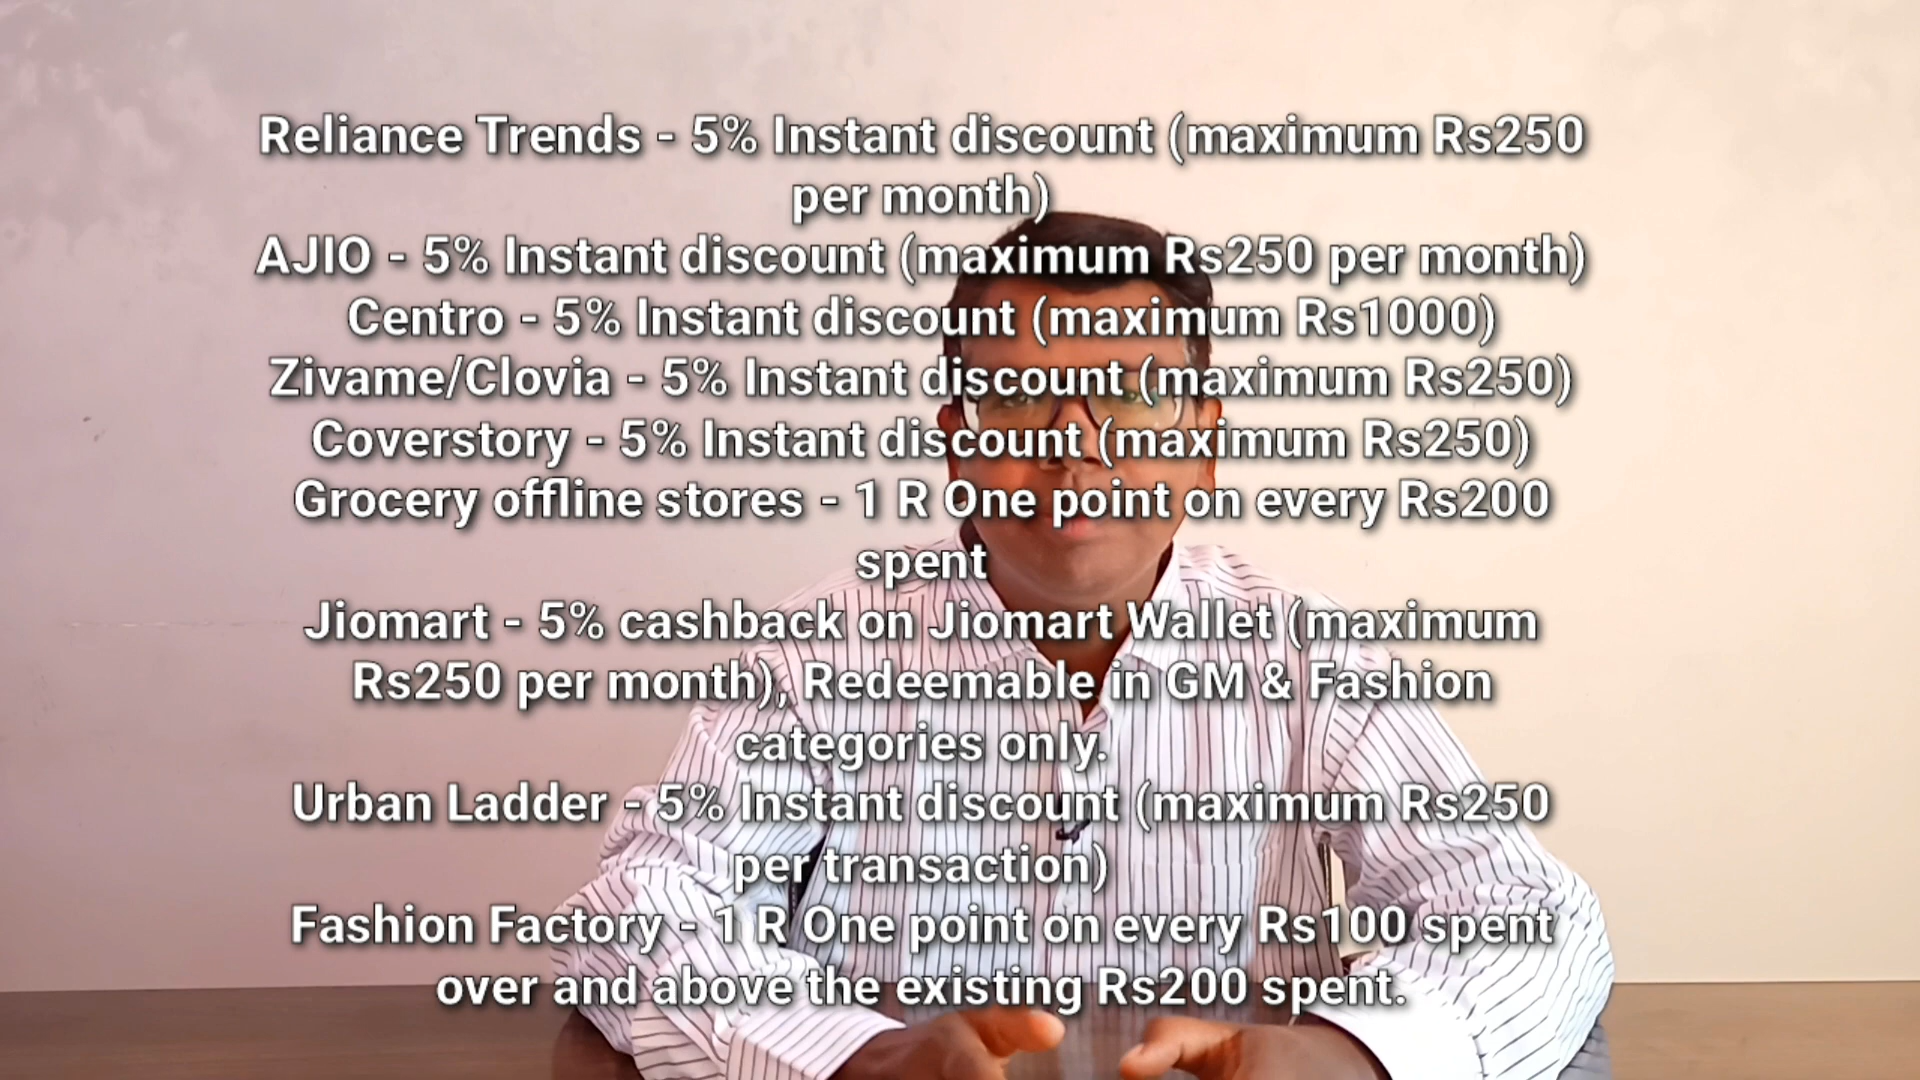 Reliance Trends - 5% Instant discount (maximum Rs250
per month)
AJIO - 5% Instant discount (maximum Rs250 per month)
Centro - 5% Instant discount (maximum Rs1000)
Zivame/Clovia - 5% Instant discount (maximum Rs250)
Coverstory - 5% Instant discount (maximum Rs250)
Grocery offline stores - 1 R One point on every Rs200
spent
Jiomart - 5% cashback on Jiomart Wallet (maximum
Rs250 per month), Redeemable in GM & Fashion
categories only.
Urban Ladder - 5% Instant discount (maximum Rs250
per transaction)
Fashion Factory - 1 R One point on every Rs100 spent
over and above the existing Rs200 spent.